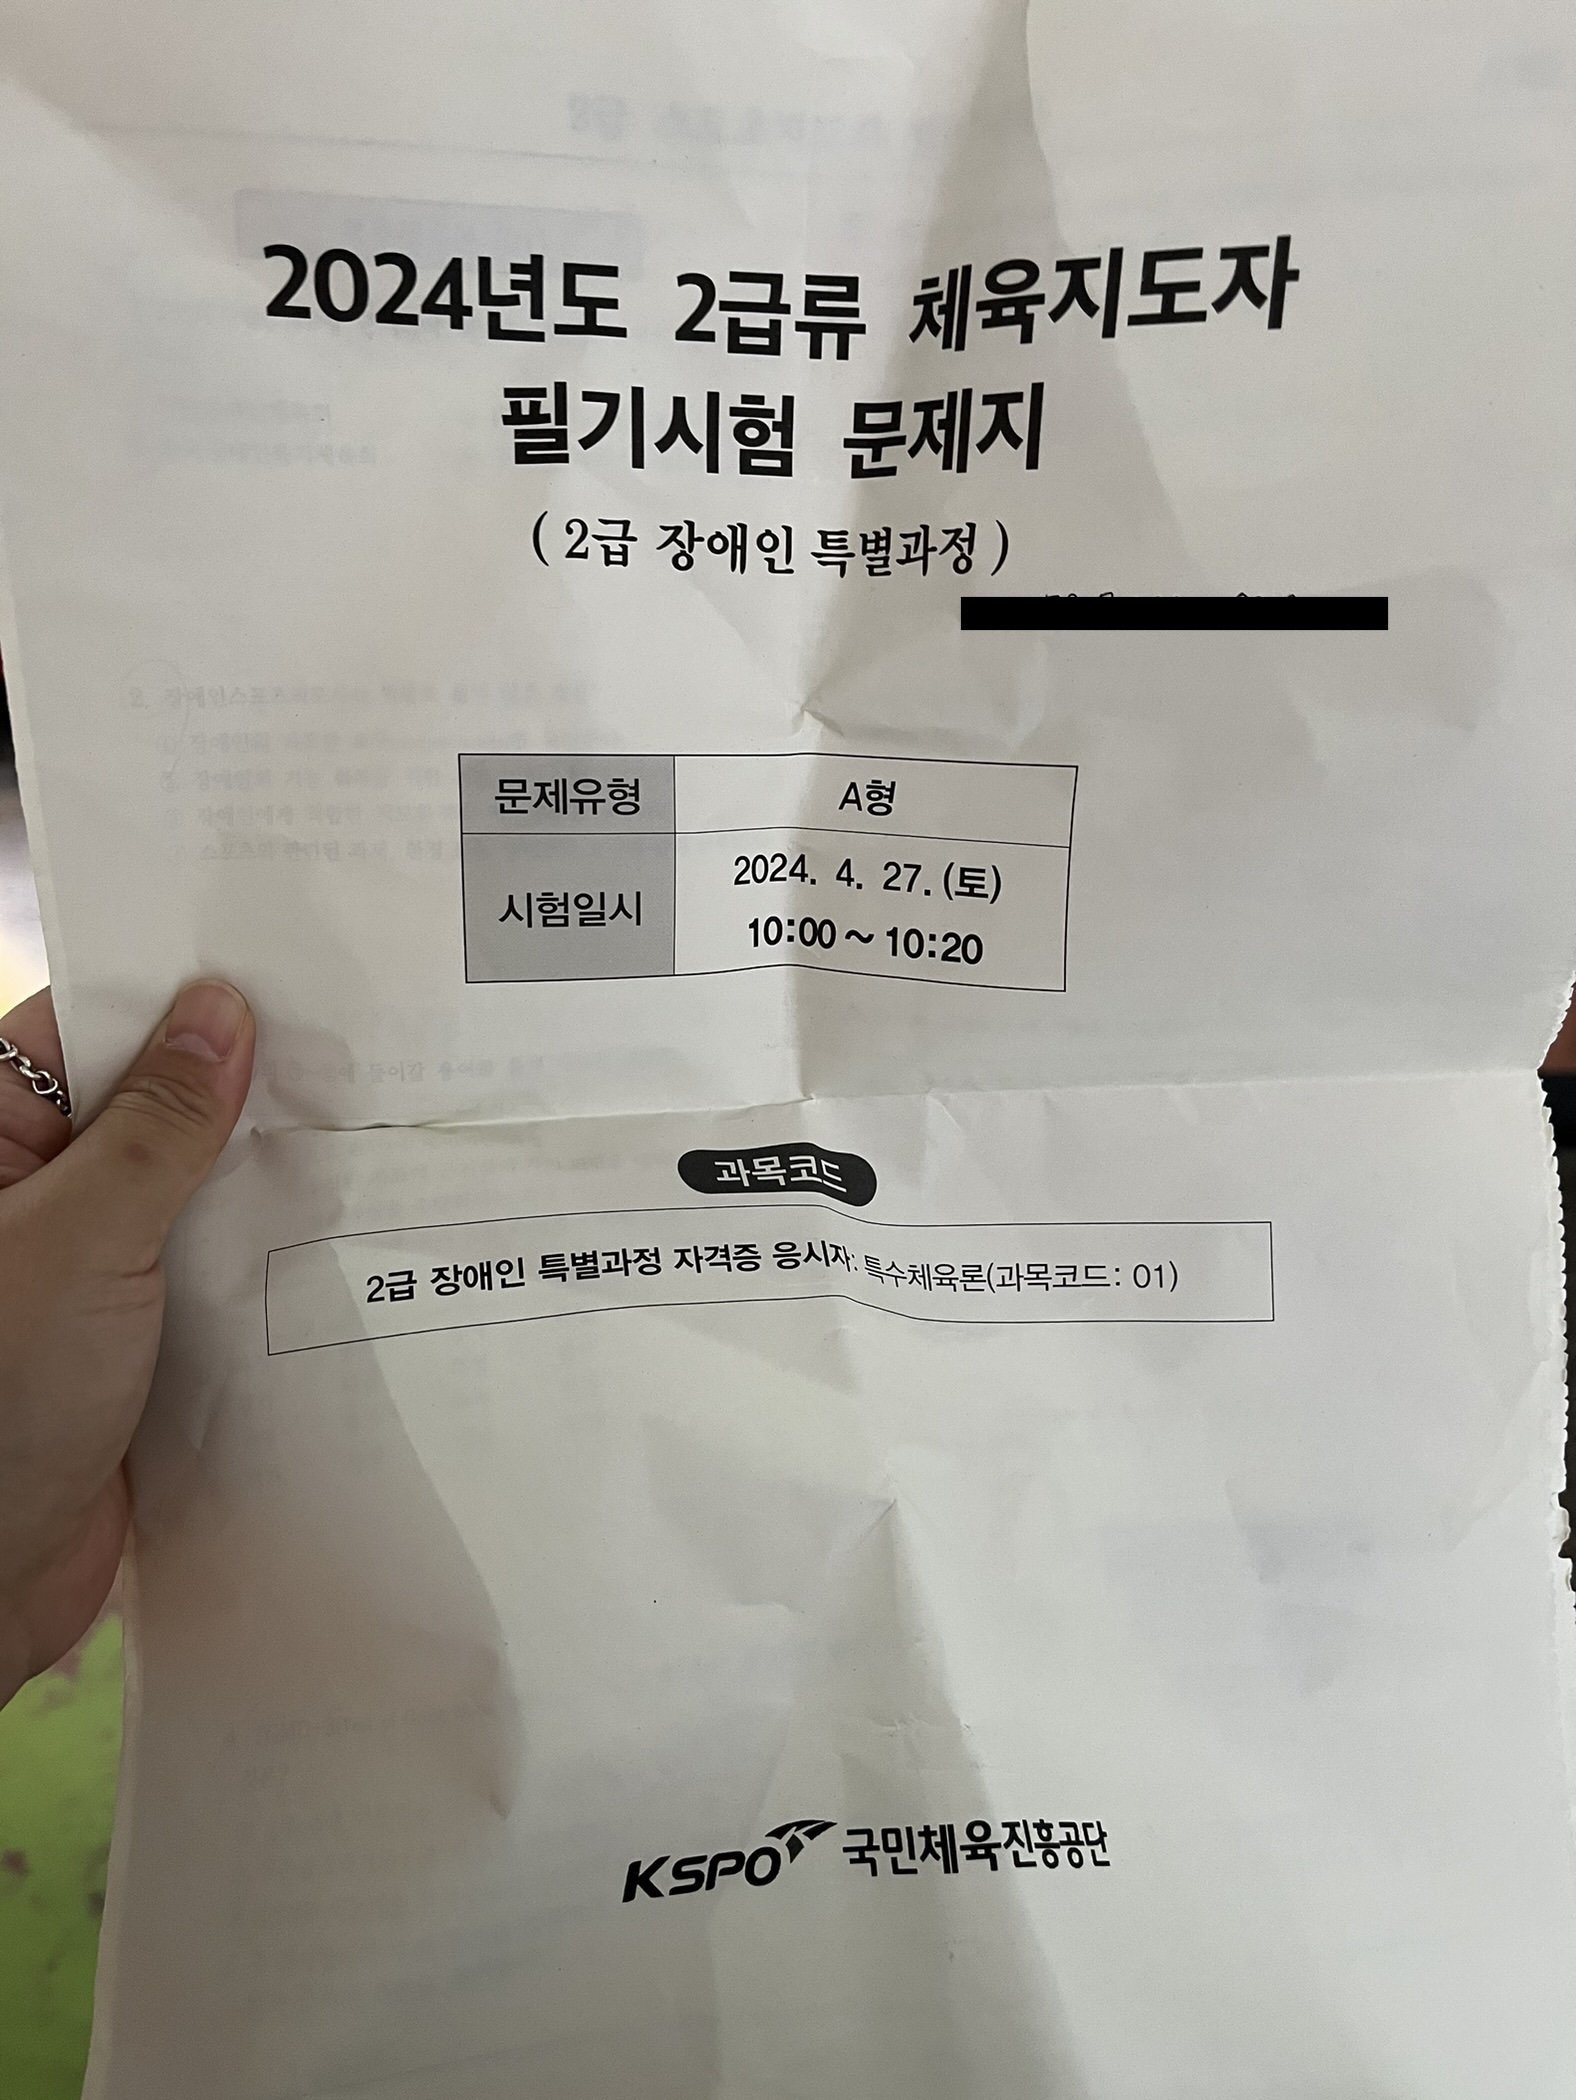 2024년도 2급류 체육지도자
필기시험 문제지
( 2급 장애인 특별과정 )
문제유형 A형
시험일시 2024. 4. 27. (토)
10:00 ~ 10:20
과목코드
2급 장애인 특별과정 자격증 응시자: 특수체육론(과목코드: 01)
KSPO 국민체육진흥공단